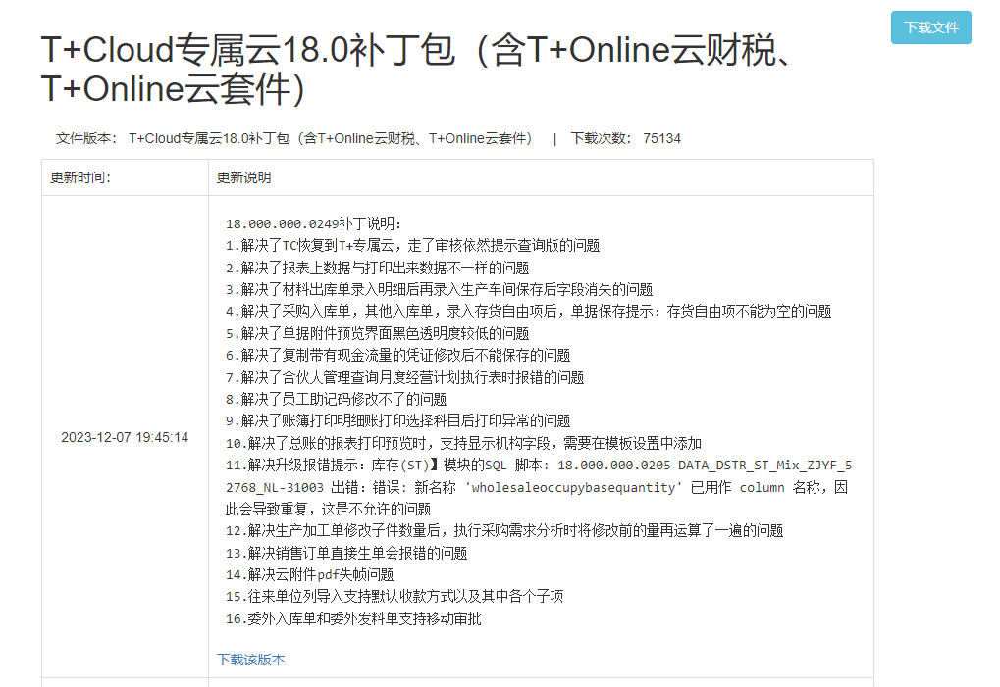 下载文件
T+Cloud专属云18.0补丁包（含T+Online云财税、
T+Online云套件）
文件版本： T+Cloud专属云18.0补丁包（含T+Online云财税、T+Online云套件） | 下载次数： 75134
更新时间： 更新说明
18.000.000.0249补丁说明：
1.解决了TC恢复到T+专属云，走了审核依然提示查询版的问题
2.解决了报表上数据与打印出来数据不一样的问题
3.解决了材料出库单录入明细后再录入生产车间保存后字段消失的问题
4.解决了采购入库单，其他入库单，录入存货自由项后，单据保存提示：存货自由项不能为空的问题
5.解决了单据附件预览界面黑色透明度较低的问题
6.解决了复制带有现金流量的凭证修改后不能保存的问题
7.解决了合伙人管理查询月度经营计划执行表时报错的问题
8.解决了员工助记码修改不了的问题
9.解决了账簿打印明细账打印选择科目后打印异常的问题
2023-12-07 19:45:14
10.解决了总账的报表打印预览时，支持显示机构字段，需要在模板设置中添加
11.解决升级报错提示：库存(ST)】模块的SQL 脚本: 18.000.000.0205 DATA_DSTR_ST_Mix_ZJYF_5
2768_NL-31003 出错：错误: 新名称 'wholesaleoccupybasequantity' 已用作 column 名称，因
此会导致重复，这是不允许的问题
12.解决生产加工单修改子件数量后，执行采购需求分析时将修改前的量再运算了一遍的问题
13.解决销售订单直接生单会报错的问题
14.解决云附件pdf失帧问题
15.往来单位列导入支持默认收款方式以及其中各个子项
16.委外入库单和委外发料单支持移动审批
下载该版本